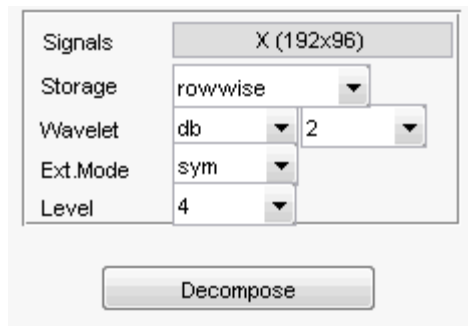 Signals X (192x96)
Storage rowwise
Wavelet db 2
Ext.Mode sym
Level 4
Decompose